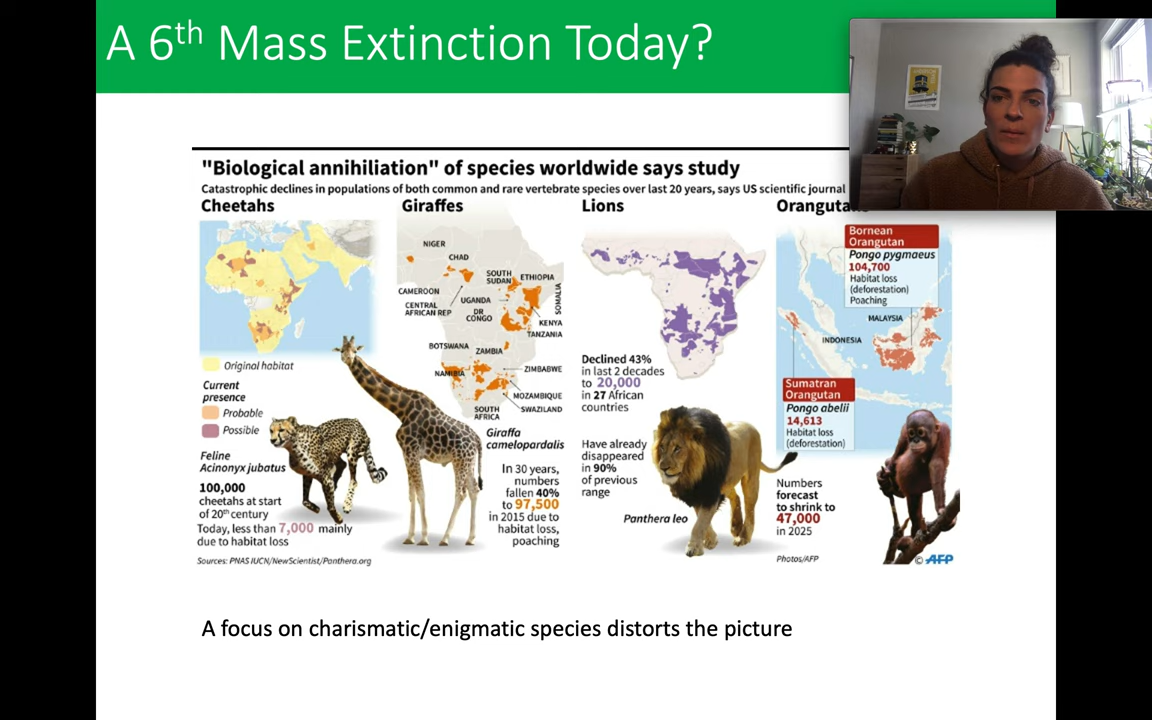 A 6th Mass Extinction Today?
"Biological annihiliation" of species worldwide says study
Catastrophic declines in populations of both common and rare vertebrate species over last 20 years, says US scientific journal
Cheetahs
Original habitat
Current
presence
Probable
Possible
Feline
Acinonyx jubatus
100,000
cheetahs at start
of 20th century
Today, less than 7,000 mainly
due to habitat loss
Sources: PNAS IUCN/NewScientist/Panthera.org
Giraffes
NIGER
CHAD
SOUTH
SUDAN
ETHIOPIA
SOMALIA
CAMEROON
CENTRAL
AFRICAN REP
UGANDA
DR
CONGO
KENYA
TANZANIA
BOTSWANA
ZAMBIA
NAMIBIA
ZIMBABWE
MOZAMBIQUE
SWAZILAND
SOUTH
AFRICA
Giraffa
camelopardalis
In 30 years,
numbers
fallen 40%
to 97,500
in 2015 due to
habitat loss,
poaching
Lions
Declined 43%
in last 2 decades
to 20,000
in 27 African
countries
Have already
disappeared
in 90%
of previous
range
Panthera leo
Bornean
Orangutan
Pongo pygmaeus
104,700
Habitat loss
(deforestation)
Poaching
MALAYSIA
INDONESIA
Sumatran
Orangutan
Pongo abelii
14,613
Habitat loss
(deforestation)
Numbers
forecast
to shrink to
47,000
in 2025
Photos/AFP
© AFP
A focus on charismatic/enigmatic species distorts the picture